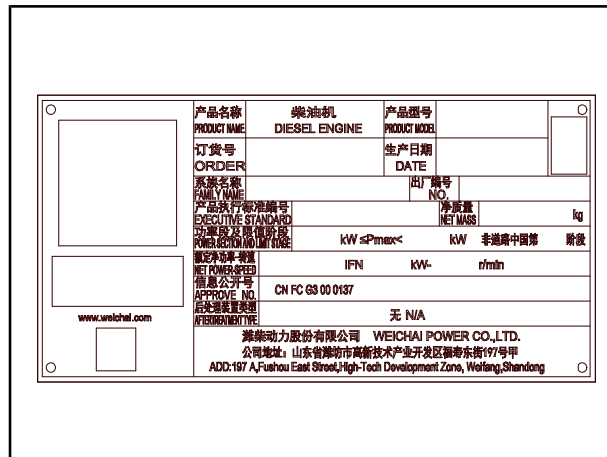 产品名称 柴油机 产品型号
PRODUCT NAME DIESEL ENGINE PRODUCT MODEL
订货号 生产日期
ORDER DATE
系族名称 出厂编号
FAMILY NAME NO.
产品执行标准编号 净质量 kg
EXECUTIVE STANDARD NET MASS
功率段及限值阶段 kW ≤Pmax< kW 非道路中国第 阶段
POWER SECTION AND LIMIT STAGE
额定净功率-转速 IFN kW- r/min
NET POWER-SPEED
信息公开号 CN FC G3 00 0137
APPROVE NO.
后处理装置类型 无 N/A
AFTERTREATMENT TYPE
www.weichai.com
潍柴动力股份有限公司 WEICHAI POWER CO.,LTD.
公司地址：山东省潍坊市高新技术产业开发区福寿东街197号甲
ADD:197 A,Fushou East Street,High-Tech Development Zone, Weifang,Shandong